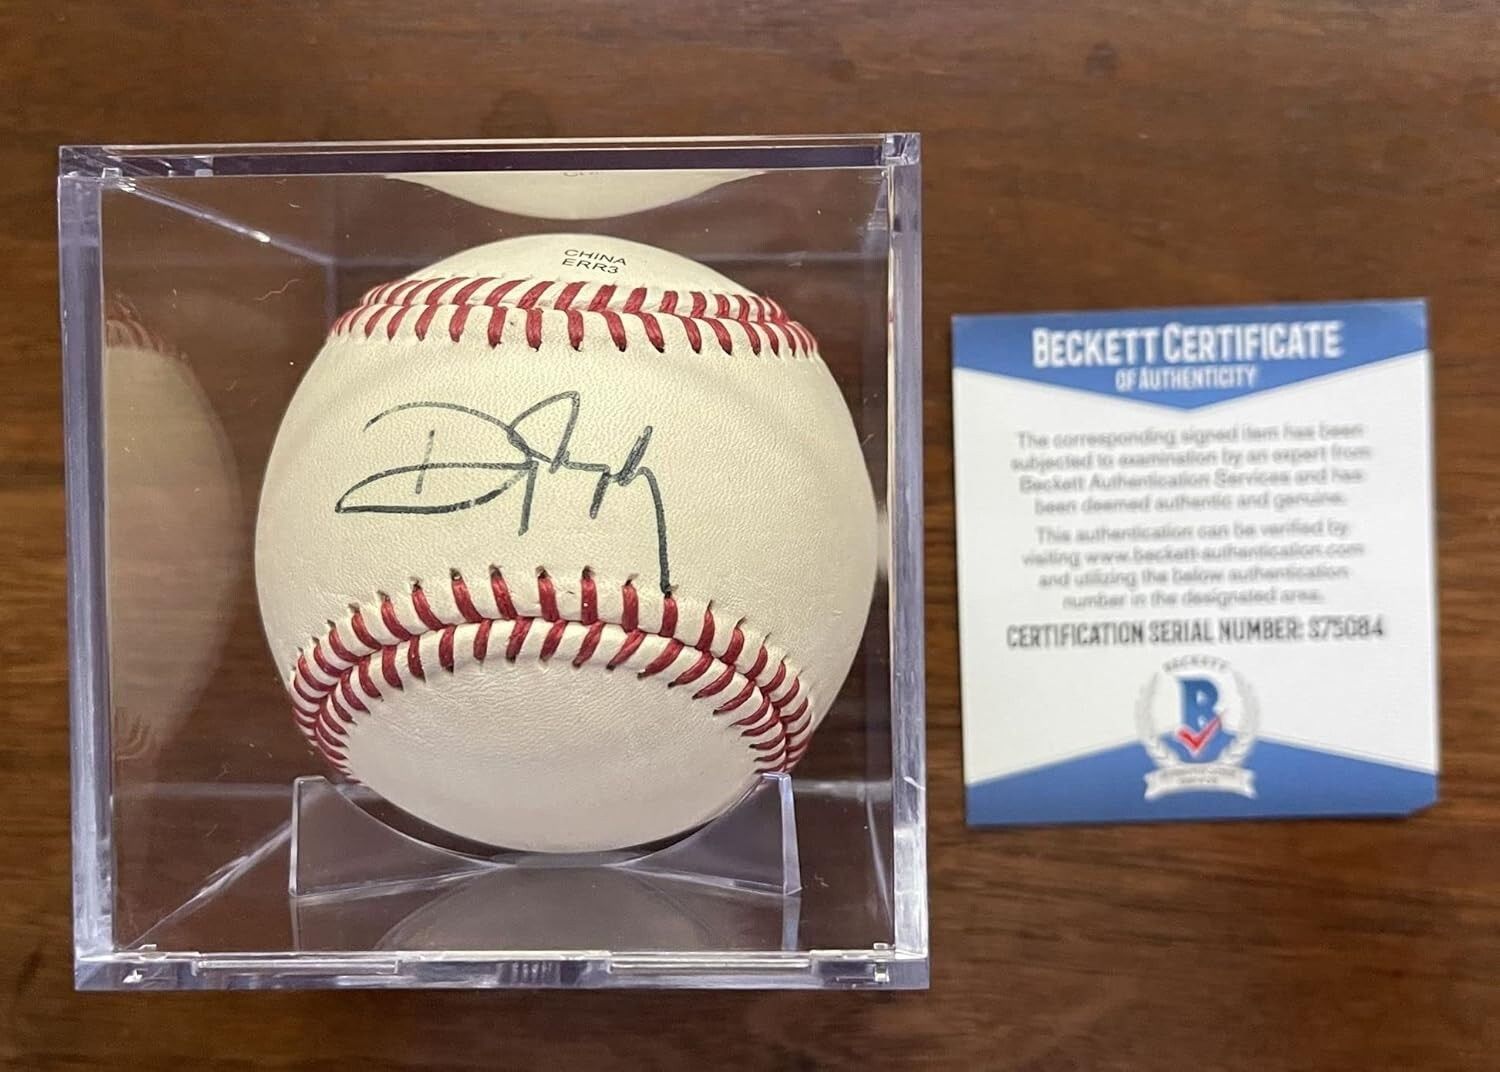 CHINA
ERR3
BECKETT CERTIFICATE
OF AUTHENTICITY
The corresponding signed item has been
subjected to examination by an expert from
Beckett Authentication Services and has
been deemed authentic and genuine.
This authentication can be verified by
visiting www.beckett-authentication.com
and utilizing the below authentication
number in the designated area.
CERTIFICATION SERIAL NUMBER: S75084
BECKETT
B